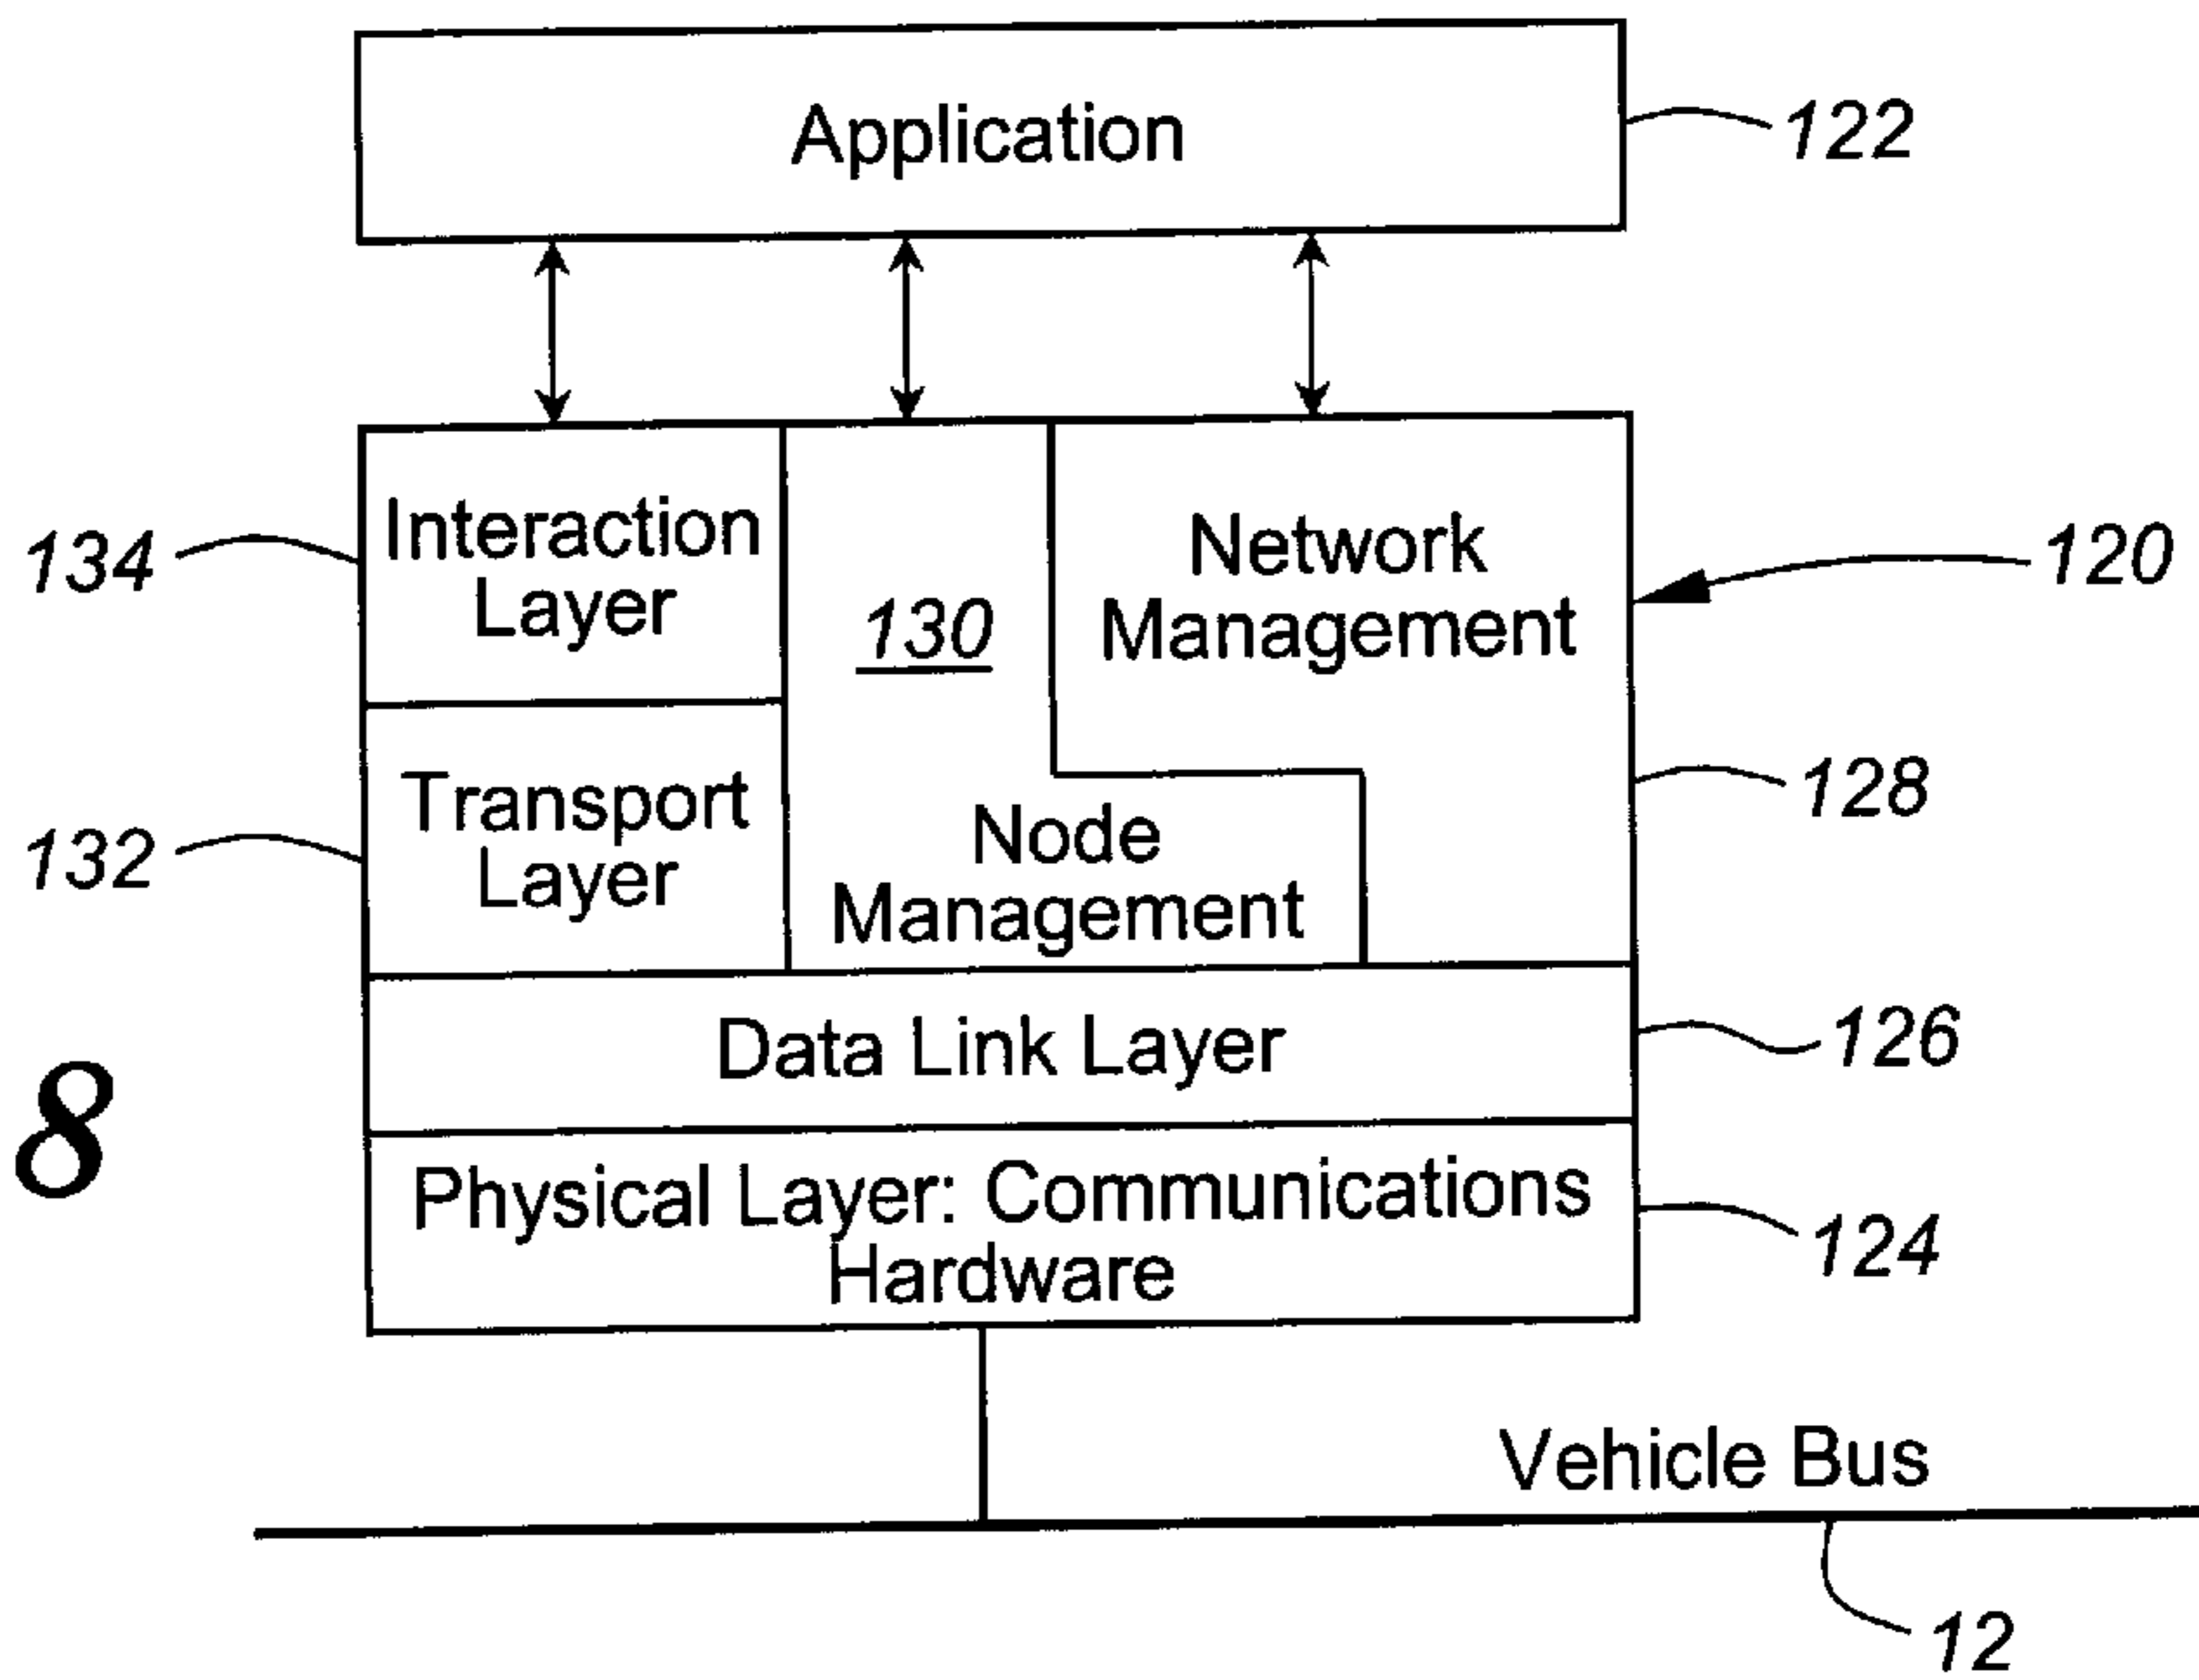 Application
122
Interaction
Layer
134
130
Network
Management
120
128
Transport
Layer
132
Node
Management
Data Link Layer
126
8
Physical Layer: Communications
Hardware
124
Vehicle Bus
12